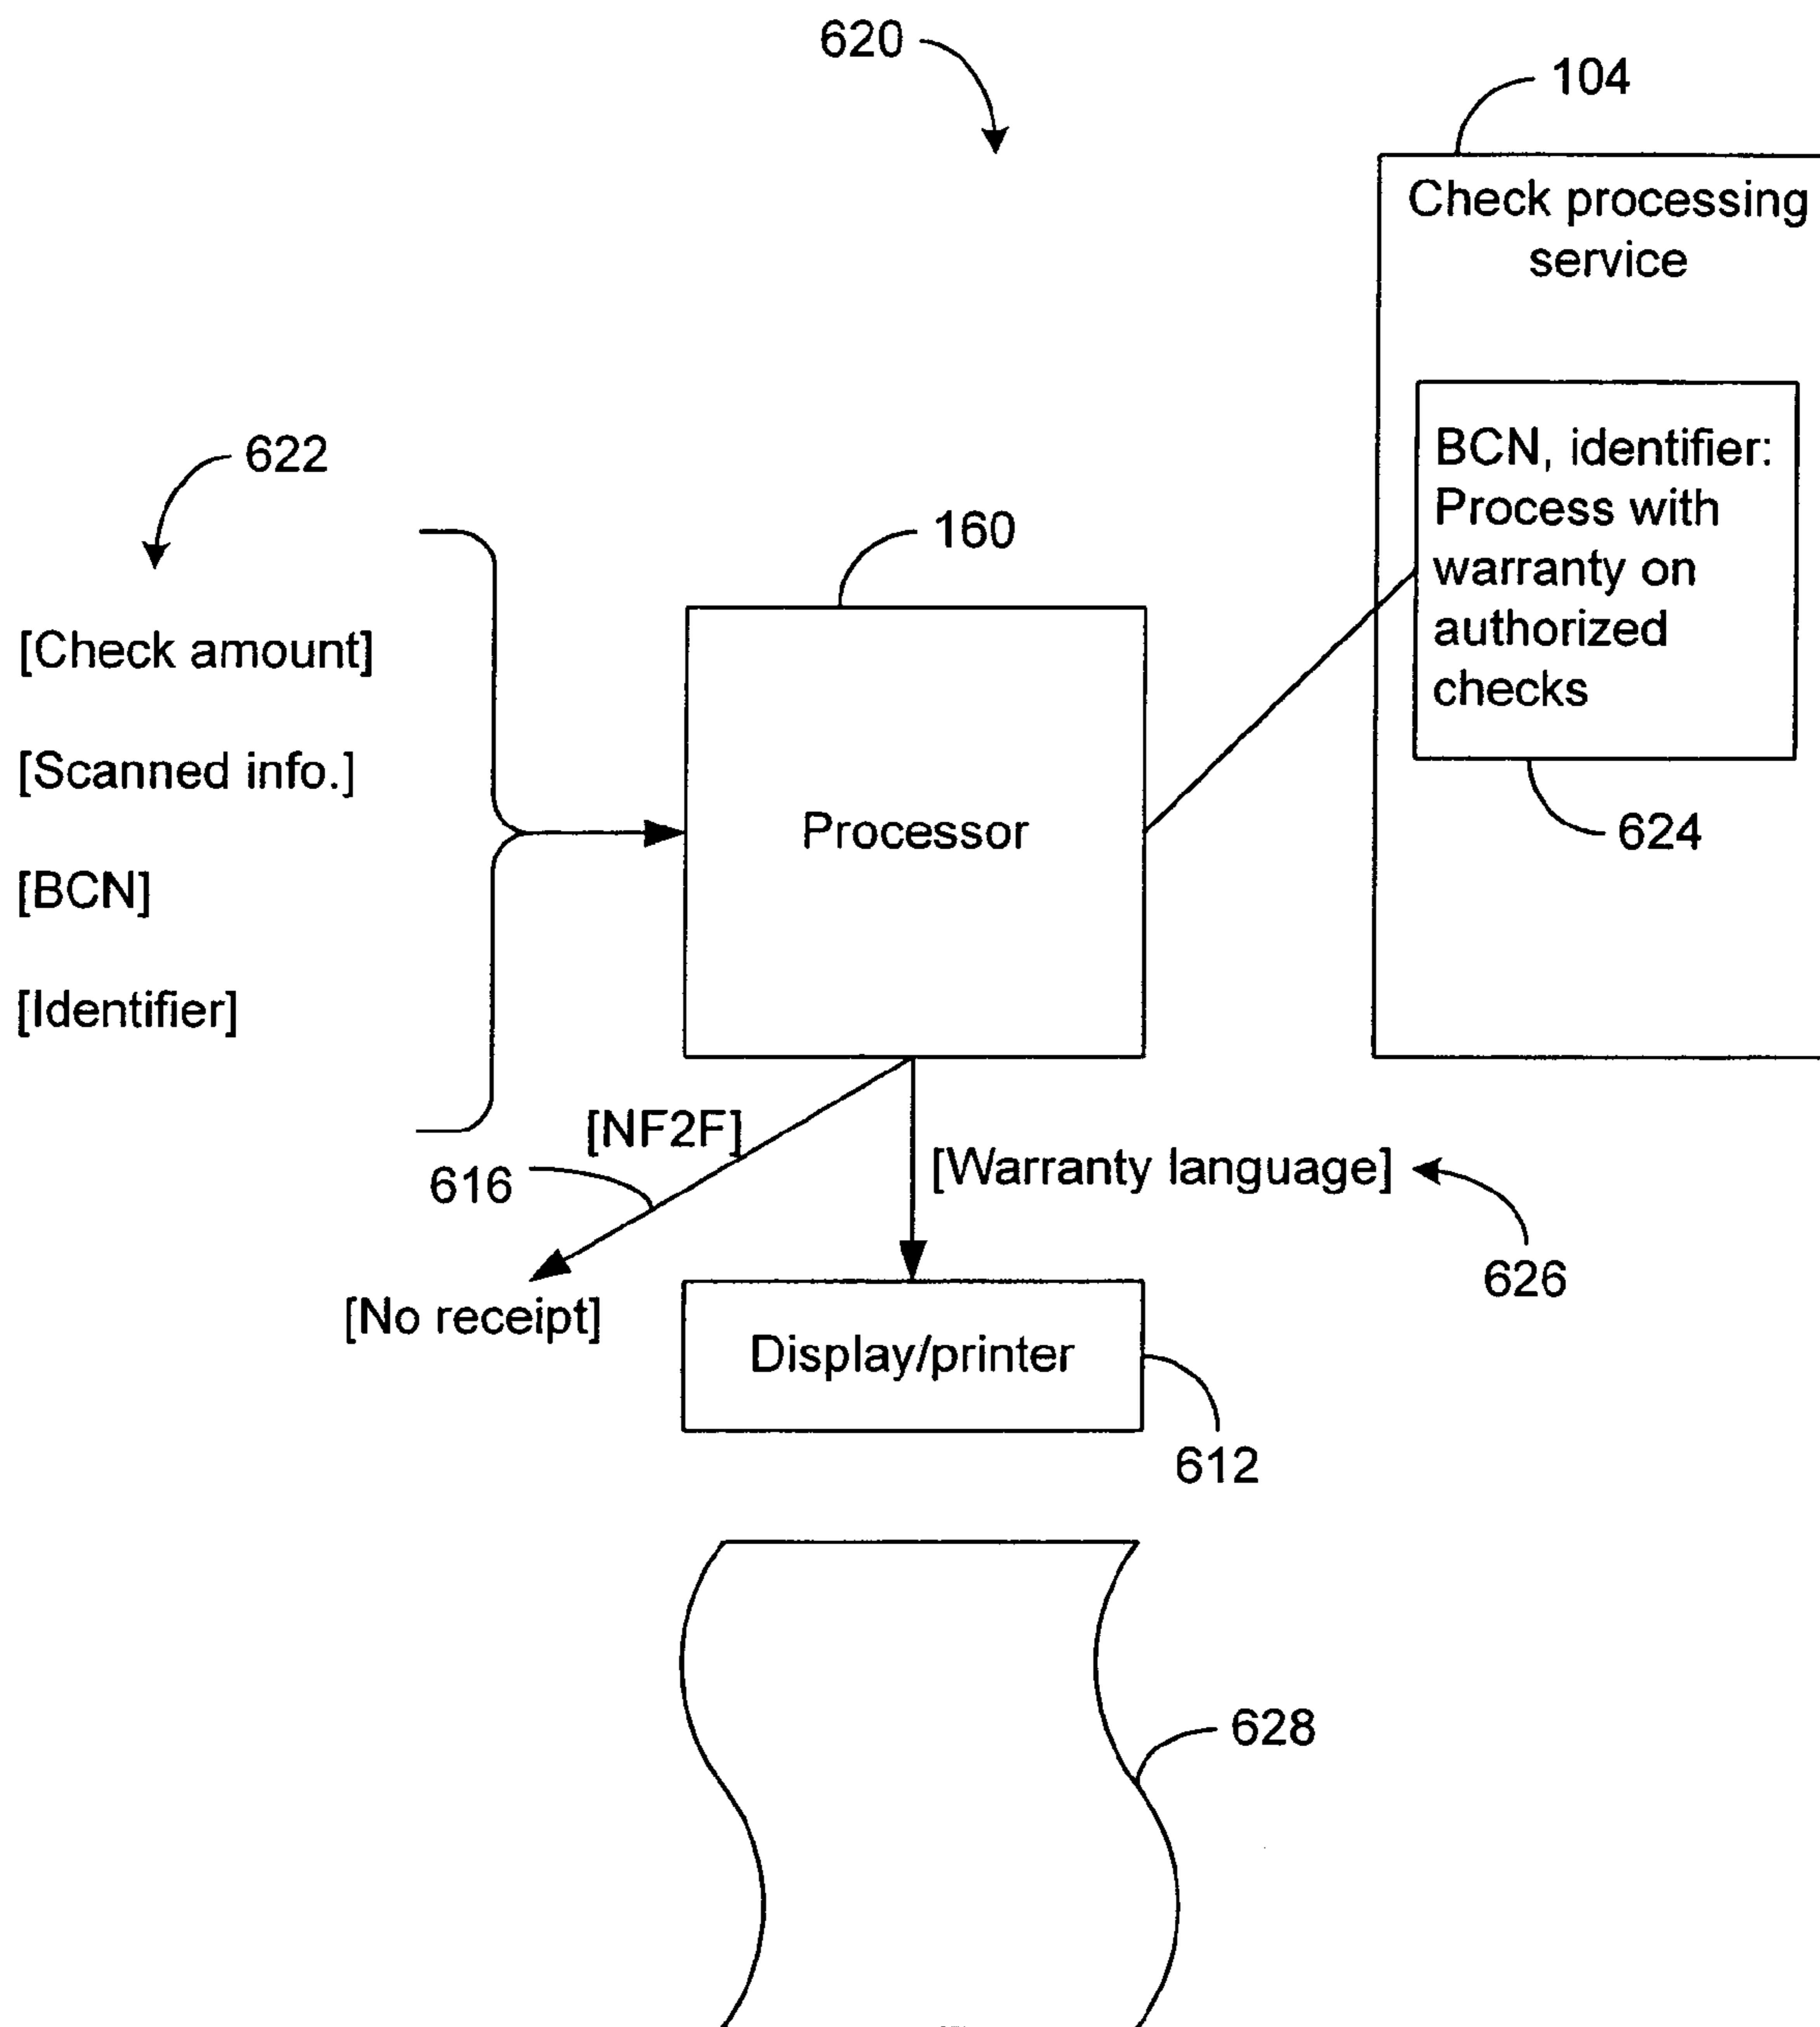 620
104
Check processing
service
622
BCN, identifier:
Process with
warranty on
authorized
checks
160
[Check amount]
[Scanned info.]
Processor
624
[BCN]
[Identifier]
[NF2F]
616
[Warranty language]
626
[No receipt]
Display/printer
612
628